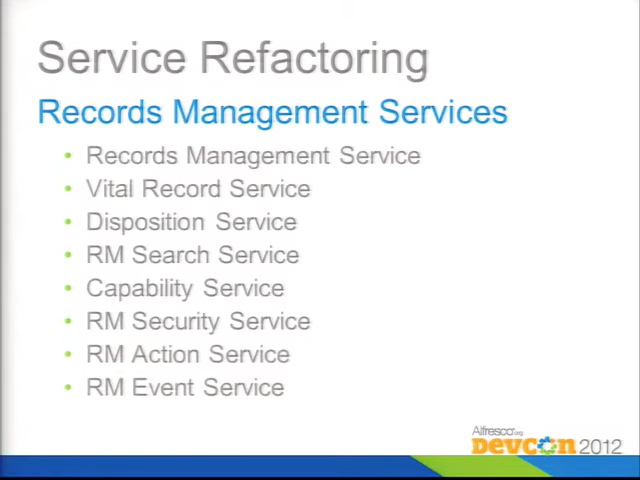 Service Refactoring
Records Management Services
• Records Management Service
• Vital Record Service
• Disposition Service
• RM Search Service
• Capability Service
• RM Security Service
• RM Action Service
• RM Event Service
Alfresco.org
DEVCON 2012